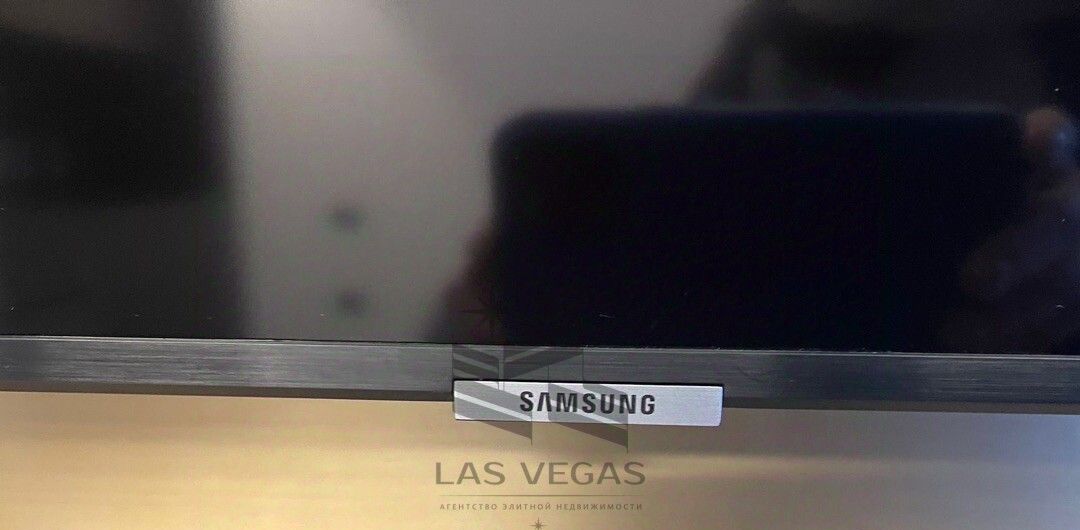 SAMSUNG
LAS VEGAS
АГЕНТСТВО ЭЛИТНОЙ НЕДВИЖИМОСТИ